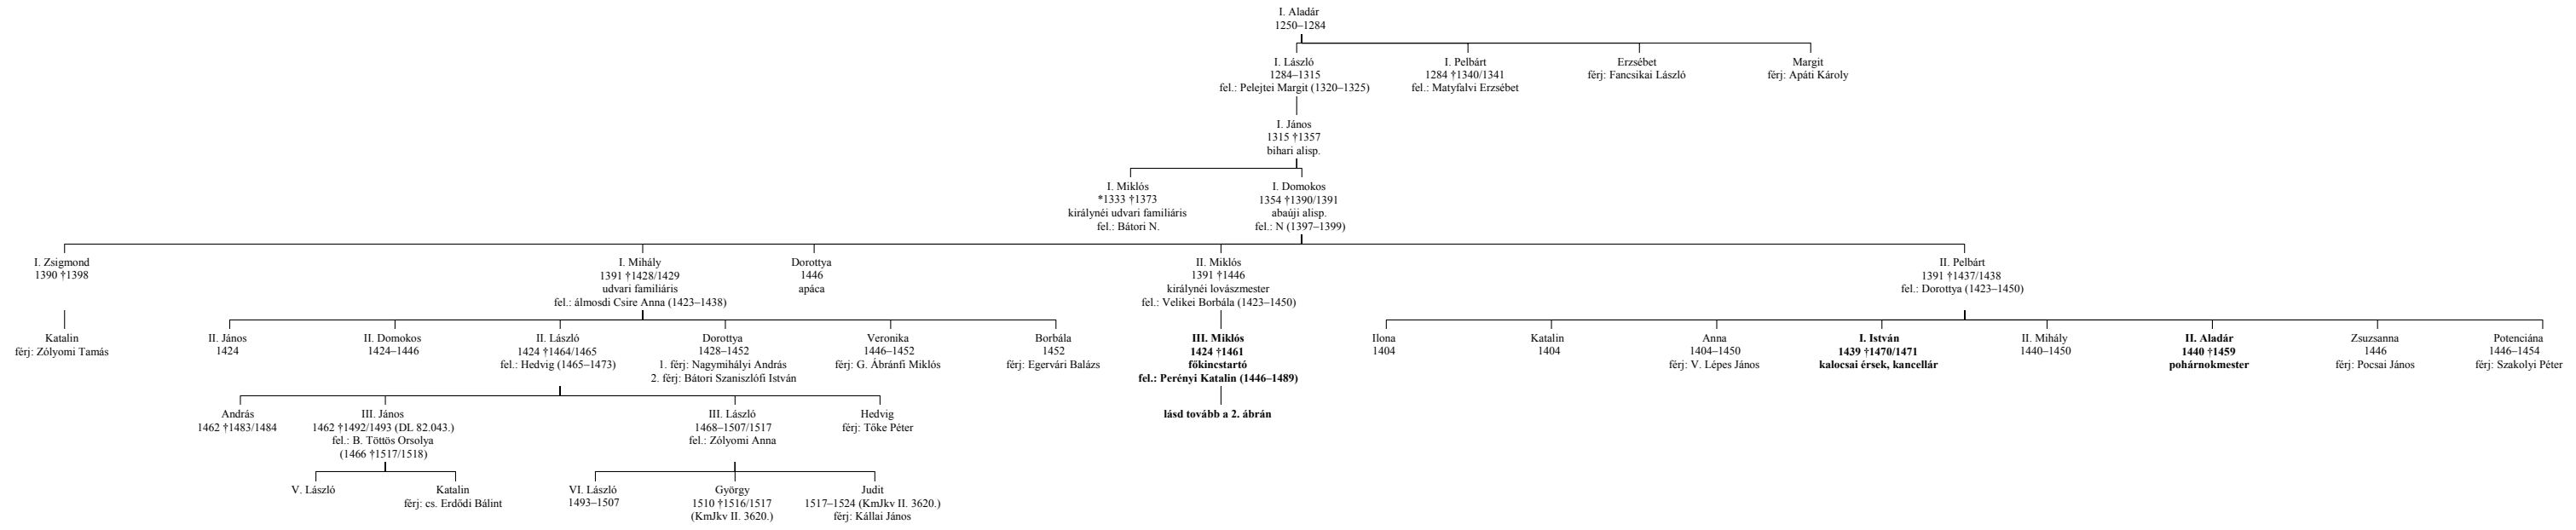 I. Aladár
1250–1284
I. László
1284–1315
fel.: Pelejtei Margit (1320–1325)
I. Pelbárt
1284 †1340/1341
fel.: Matyfalvi Erzsébet
Erzsébet
férj: Fancsikai László
Margit
férj: Apáti Károly
I. János
1315 †1357
bihari alisp.
I. Miklós
*1333 †1373
királynéi udvari familiáris
fel.: Bátori N.
I. Domokos
1354 †1390/1391
abaúji alisp.
fel.: N (1397–1399)
I. Zsigmond
1390 †1398
I. Mihály
1391 †1428/1429
udvari familiáris
fel.: álmosdi Csire Anna (1423–1438)
Dorottya
1446
apáca
II. Miklós
1391 †1446
királynéi lovászmester
fel.: Velikei Borbála (1423–1450)
II. Pelbárt
1391 †1437/1438
fel.: Dorottya (1423–1450)
Katalin
férj: Zólyomi Tamás
II. János
1424
II. Domokos
1424–1446
II. László
1424 †1464/1465
fel.: Hedvig (1465–1473)
Dorottya
1428–1452
1. férj: Nagymihályi András
2. férj: Bátori Szaniszlófi István
Veronika
1446–1452
férj: G. Ábránfi Miklós
Borbála
1452
férj: Egervári Balázs
III. Miklós
1424 †1461
főkincstartó
fel.: Perényi Katalin (1446–1489)
Ilona
1404
Katalin
1404
Anna
1404–1450
férj: V. Lépes János
I. István
1439 †1470/1471
kalocsai érsek, kancellár
II. Mihály
1440–1450
II. Aladár
1440 †1459
pohárnokmester
Zsuzsanna
1446
férj: Pocsai János
Potenciána
1446–1454
férj: Szakolyi Péter
András
1462 †1483/1484
III. János
1462 †1492/1493 (DL 82.043.)
fel.: B. Töttös Orsolya
(1466 †1517/1518)
III. László
1468–1507/1517
fel.: Zólyomi Anna
Hedvig
férj: Tőke Péter
lásd tovább a 2. ábrán
V. László
Katalin
férj: cs. Erdődi Bálint
VI. László
1493–1507
György
1510 †1516/1517
(KmJkv II. 3620.)
Judit
1517–1524 (KmJkv II. 3620.)
férj: Kállai János